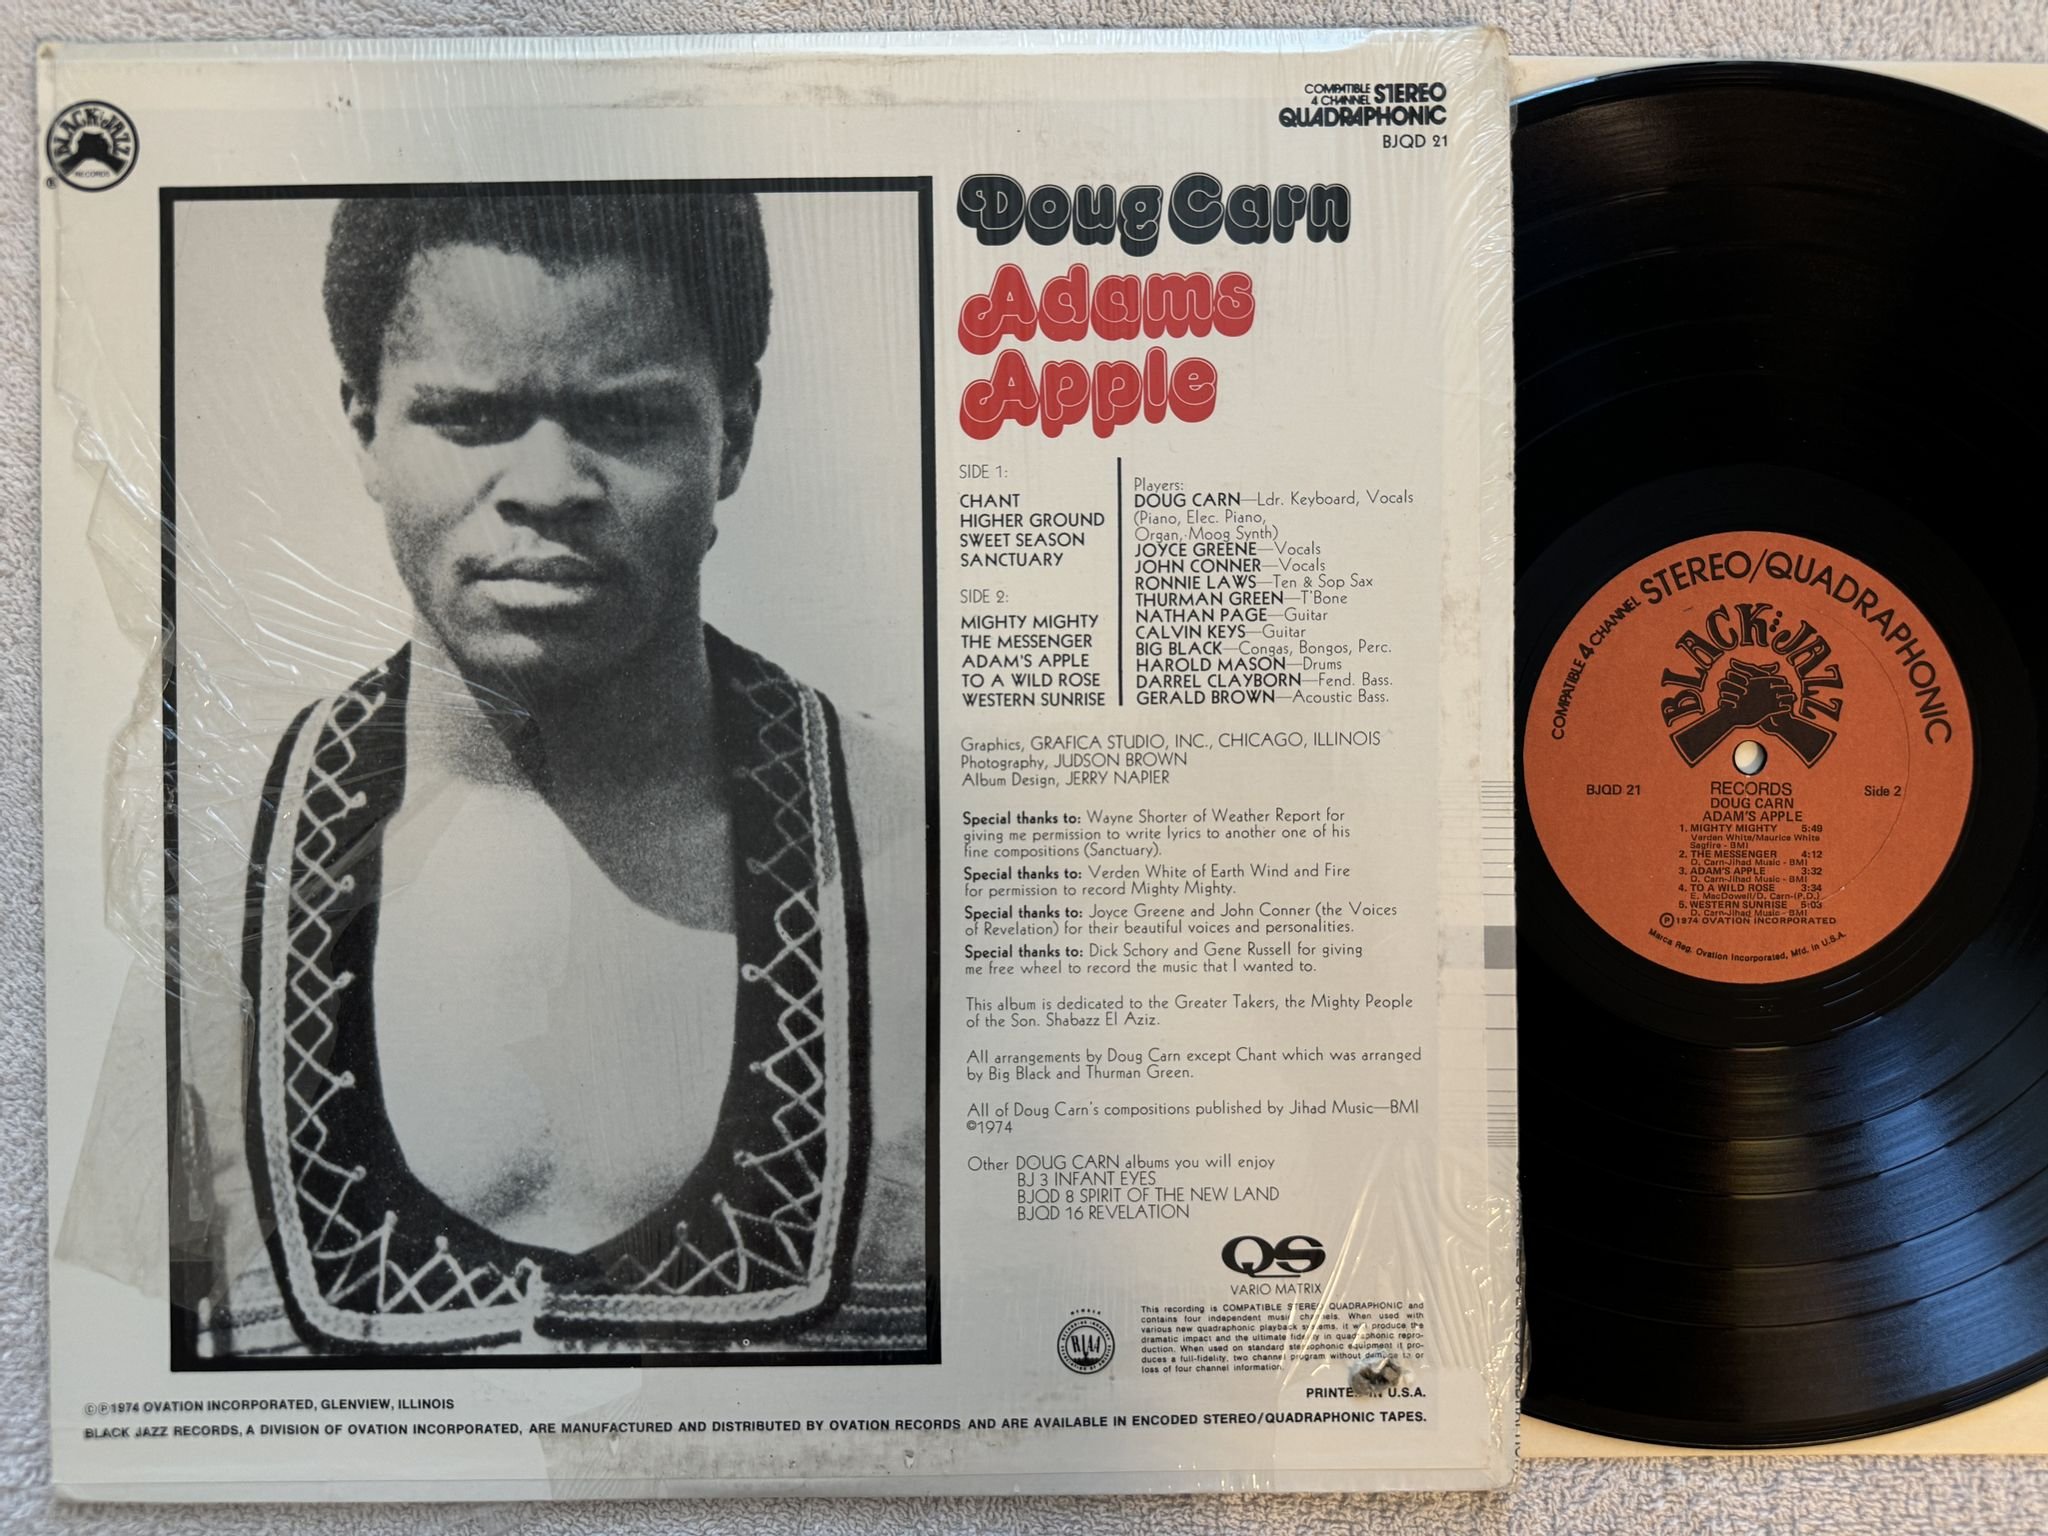 BLACK JAZZ
RECORDS
®
COMPATIBLE
4 CHANNEL STEREO
QUADRAPHONIC
BJQD 21
Doug Carn
Adams
Apple
SIDE 1:
CHANT
HIGHER GROUND
SWEET SEASON
SANCTUARY
SIDE 2:
MIGHTY MIGHTY
THE MESSENGER
ADAM'S APPLE
TO A WILD ROSE
WESTERN SUNRISE
Players:
DOUG CARN—Ldr. Keyboard, Vocals
(Piano, Elec. Piano,
Organ, Moog Synth)
JOYCE GREENE—Vocals
JOHN CONNER—Vocals
RONNIE LAWS—Ten & Sop Sax
THURMAN GREEN—T'Bone
NATHAN PAGE—Guitar
CALVIN KEYS—Guitar
BIG BLACK—Congas, Bongos, Perc.
HAROLD MASON—Drums
DARREL CLAYBORN—Fend. Bass.
GERALD BROWN—Acoustic Bass.
Graphics, GRAFICA STUDIO, INC., CHICAGO, ILLINOIS
Photography, JUDSON BROWN
Album Design, JERRY NAPIER
Special thanks to: Wayne Shorter of Weather Report for
giving me permission to write lyrics to another one of his
fine compositions (Sanctuary).
Special thanks to: Verden White of Earth Wind and Fire
for permission to record Mighty Mighty.
Special thanks to: Joyce Greene and John Conner (the Voices
of Revelation) for their beautiful voices and personalities.
Special thanks to: Dick Schory and Gene Russell for giving
me free wheel to record the music that I wanted to.
This album is dedicated to the Greater Takers, the Mighty People
of the Son. Shabazz El Aziz.
All arrangements by Doug Carn except Chant which was arranged
by Big Black and Thurman Green.
All of Doug Carn's compositions published by Jihad Music—BMI
©1974
Other DOUG CARN albums you will enjoy
BJ 3 INFANT EYES
BJQD 8 SPIRIT OF THE NEW LAND
BJQD 16 REVELATION
QS
VARIO MATRIX
MEMBER
RECORDING INDUSTRY ASSOCIATION OF AMERICA
RIAA
This recording is COMPATIBLE STEREO QUADRAPHONIC and
contains four independent music channels. When used with
various new quadraphonic playback systems, it will produce the
dramatic impact and the ultimate fidelity in quadraphonic repro-
duction. When used on standard stereophonic equipment it pro-
duces a full-fidelity, two channel program without damage to or
loss of four channel information.
PRINTED IN U.S.A.
©Ⓟ1974 OVATION INCORPORATED, GLENVIEW, ILLINOIS
BLACK JAZZ RECORDS, A DIVISION OF OVATION INCORPORATED, ARE MANUFACTURED AND DISTRIBUTED BY OVATION RECORDS AND ARE AVAILABLE IN ENCODED STEREO/QUADRAPHONIC TAPES.
COMPATIBLE 4 CHANNEL STEREO/QUADRAPHONIC
BLACK JAZZ
RECORDS
BJQD 21
Side 2
DOUG CARN
ADAM'S APPLE
1. MIGHTY MIGHTY 5:49
Verden White/Maurice White
Sagfire - BMI
2. THE MESSENGER 4:12
D. Carn-Jihad Music - BMI
3. ADAM'S APPLE 3:32
D. Carn-Jihad Music - BMI
4. TO A WILD ROSE 3:34
E. MacDowell/D. Carn-(P.D.)
5. WESTERN SUNRISE 5:03
D. Carn-Jihad Music - BMI
Ⓟ1974 OVATION INCORPORATED
Marca Reg. Ovation Incorporated, Mfd. in U.S.A.